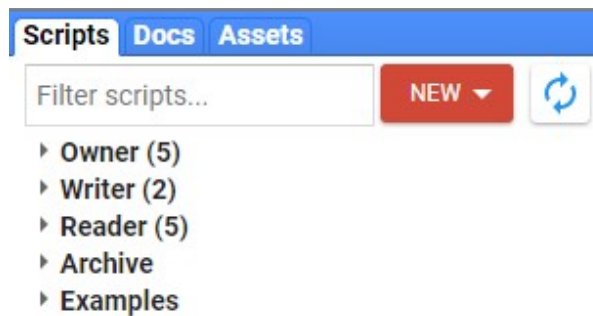 Scripts Docs Assets
Filter scripts... NEW
Owner (5)
Writer (2)
Reader (5)
Archive
Examples